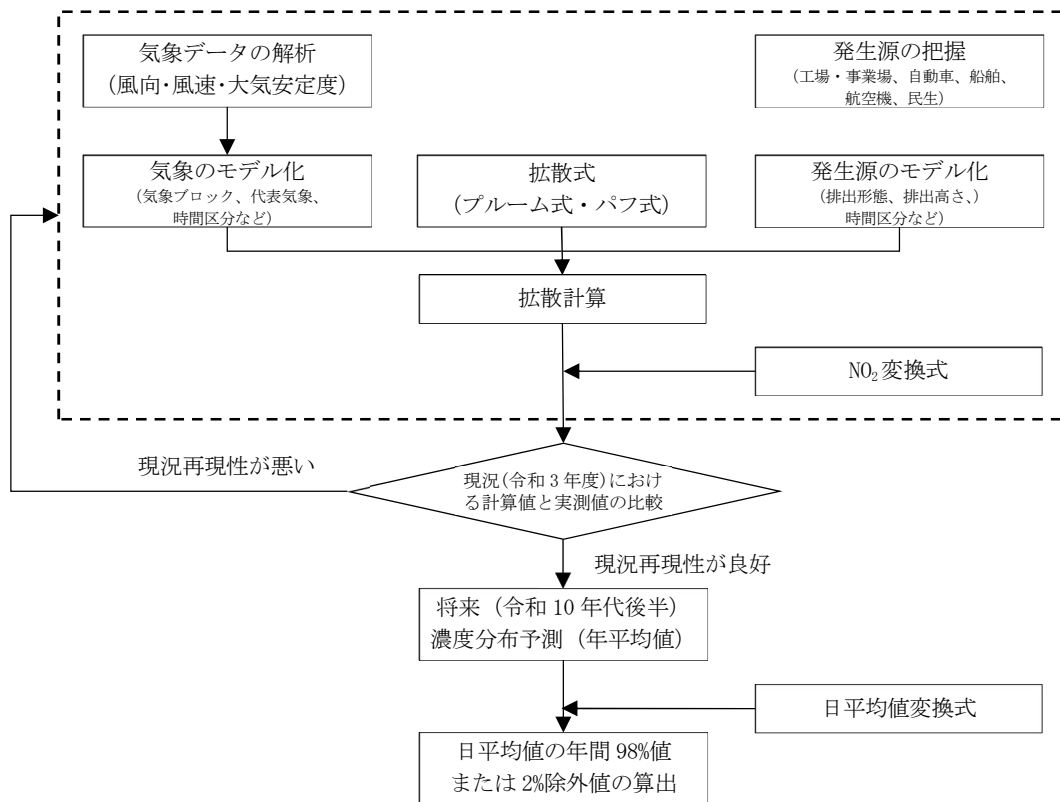 気象データの解析
(風向・風速・大気安定度)
発生源の把握
(工場・事業場、自動車、船舶、
航空機、民生)
気象のモデル化
(気象ブロック、代表気象、
時間区分など)
拡散式
(プルーム式・パフ式)
発生源のモデル化
(排出形態、排出高さ、)
時間区分など)
拡散計算
NO₂変換式
現況再現性が悪い
現況(令和3年度)におけ
る計算値と実測値の比較
現況再現性が良好
将来(令和10年代後半)
濃度分布予測(年平均値)
日平均値変換式
日平均値の年間98%値
または2%除外値の算出